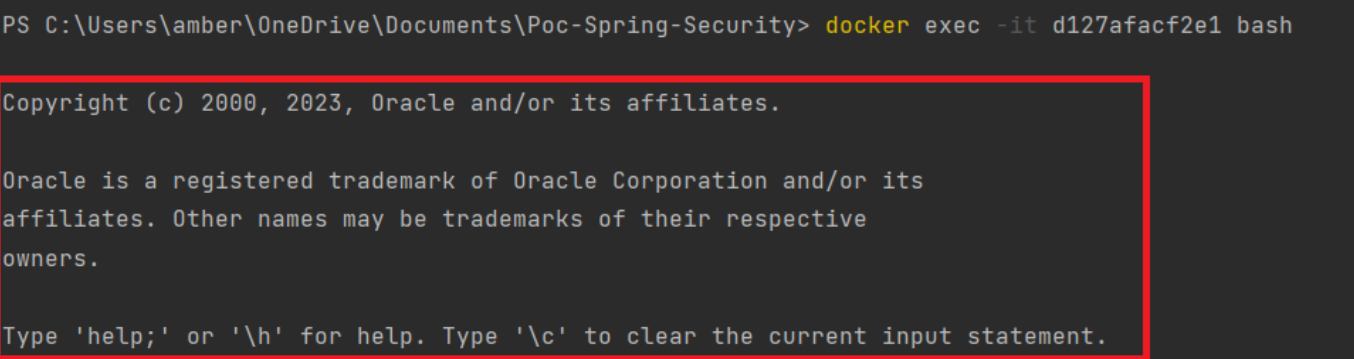 PS C:\Users\amber\OneDrive\Documents\Poc-Spring-Security> docker exec -it d127afacf2e1 bash
Copyright (c) 2000, 2023, Oracle and/or its affiliates.
Oracle is a registered trademark of Oracle Corporation and/or its
affiliates. Other names may be trademarks of their respective
owners.
Type 'help;' or '\h' for help. Type '\c' to clear the current input statement.